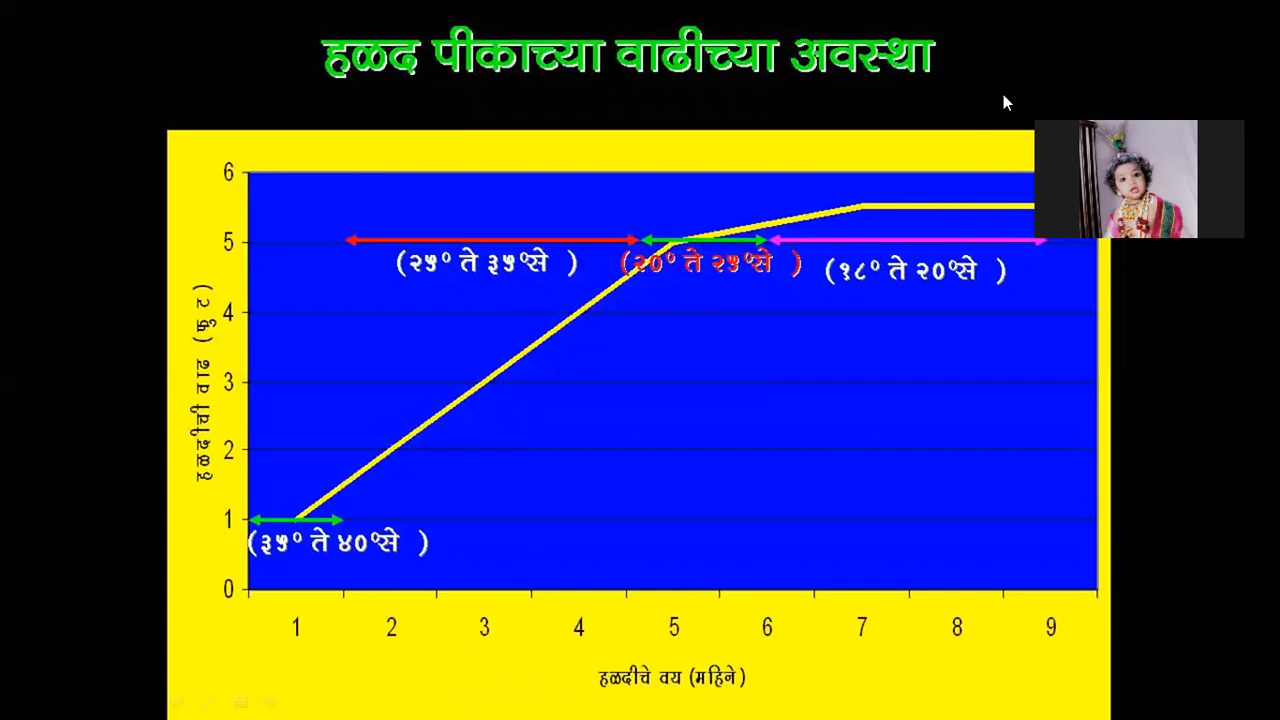 हळद पीकाच्या वाढीच्या अवस्था
6
5
(२५° ते ३५°से )
(२०° ते २५°से )
(१८° ते २०°से )
हळदीची वाढ (फुट)
4
3
2
1
(३५° ते ४०°से )
0
1 2 3 4 5 6 7 8 9
हळदीचे वय (महिने)